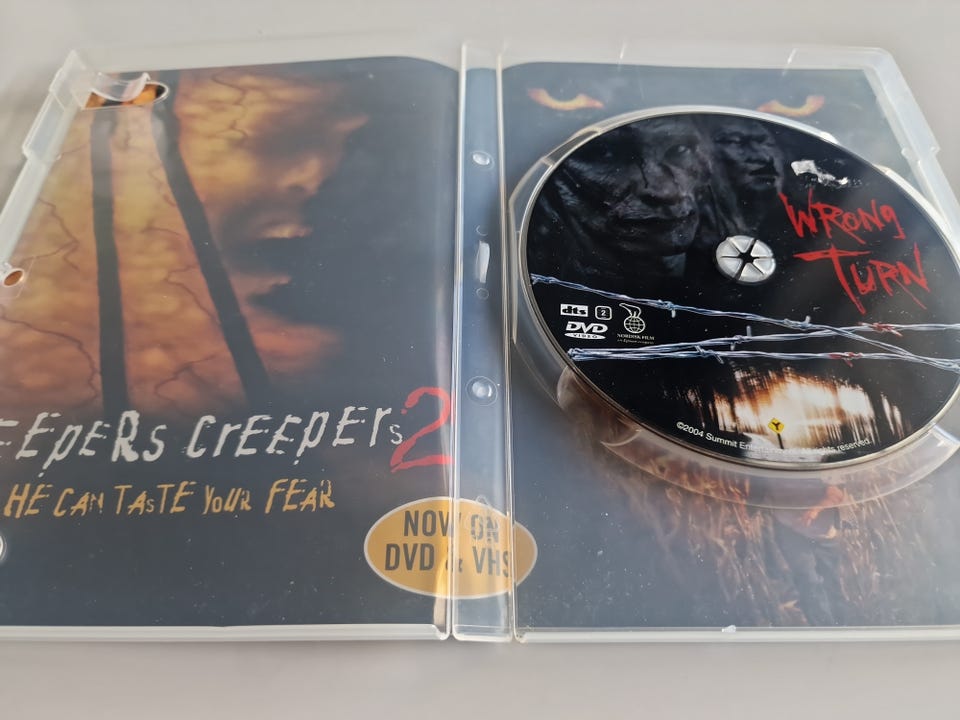 EEPERS CREEPERS 2
HE CAN TASTE YOUR FEAR
NOW ON
DVD & VHS
WRONG
TURN
dts
2
DVD
VIDEO
NORDISK FILM
©2004 Summit reserved.